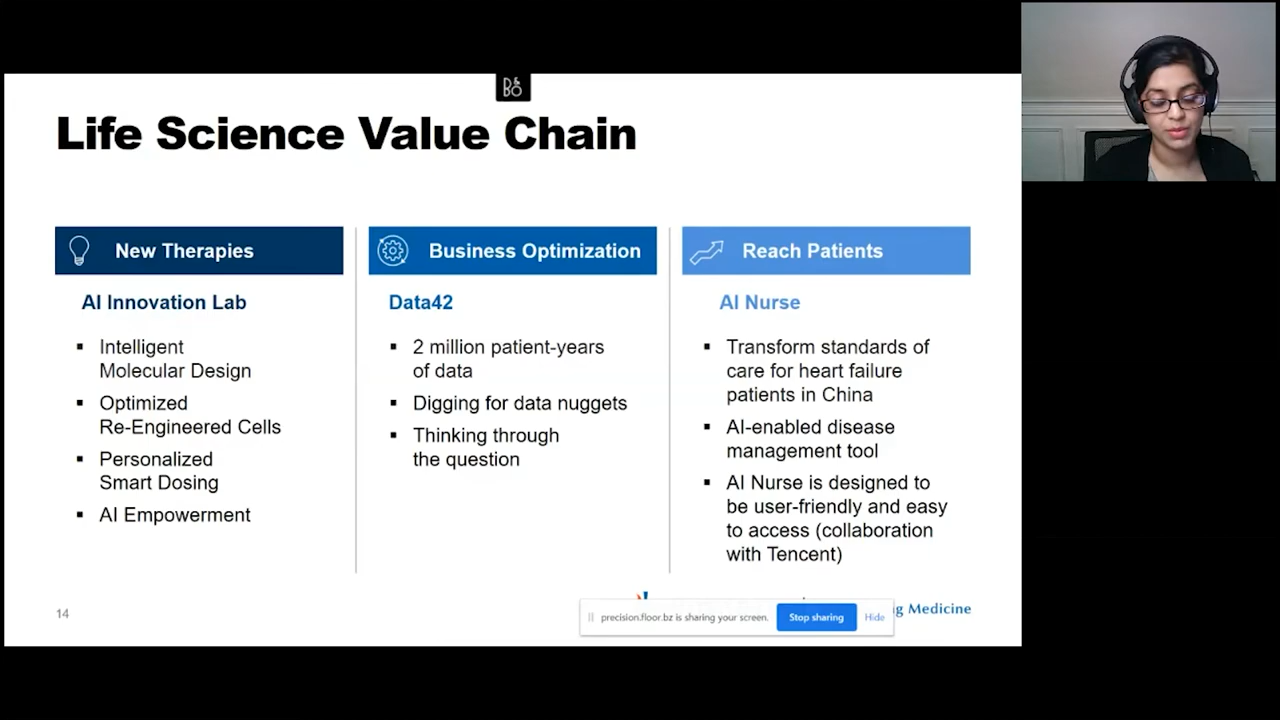 B&O
Life Science Value Chain
New Therapies
AI Innovation Lab
▪ Intelligent
Molecular Design
▪ Optimized
Re-Engineered Cells
▪ Personalized
Smart Dosing
▪ AI Empowerment
Business Optimization
Data42
▪ 2 million patient-years
of data
▪ Digging for data nuggets
▪ Thinking through
the question
Reach Patients
AI Nurse
▪ Transform standards of
care for heart failure
patients in China
▪ AI-enabled disease
management tool
▪ AI Nurse is designed to
be user-friendly and easy
to access (collaboration
with Tencent)
14
precision.floor.bz is sharing your screen.
Stop sharing
Hide
Medicine